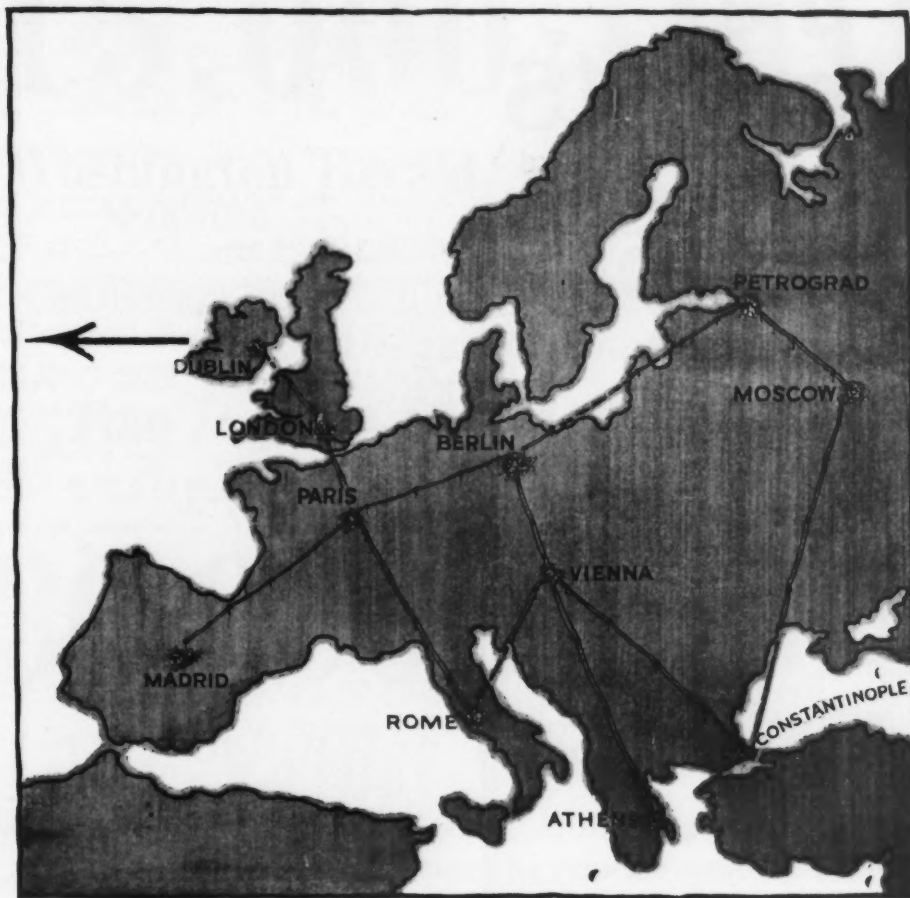 PETROGRAD
DUBLIN
MOSCOW
LONDON
BERLIN
PARIS
VIENNA
MADRID
CONSTANTINOPLE
ROME
ATHENS